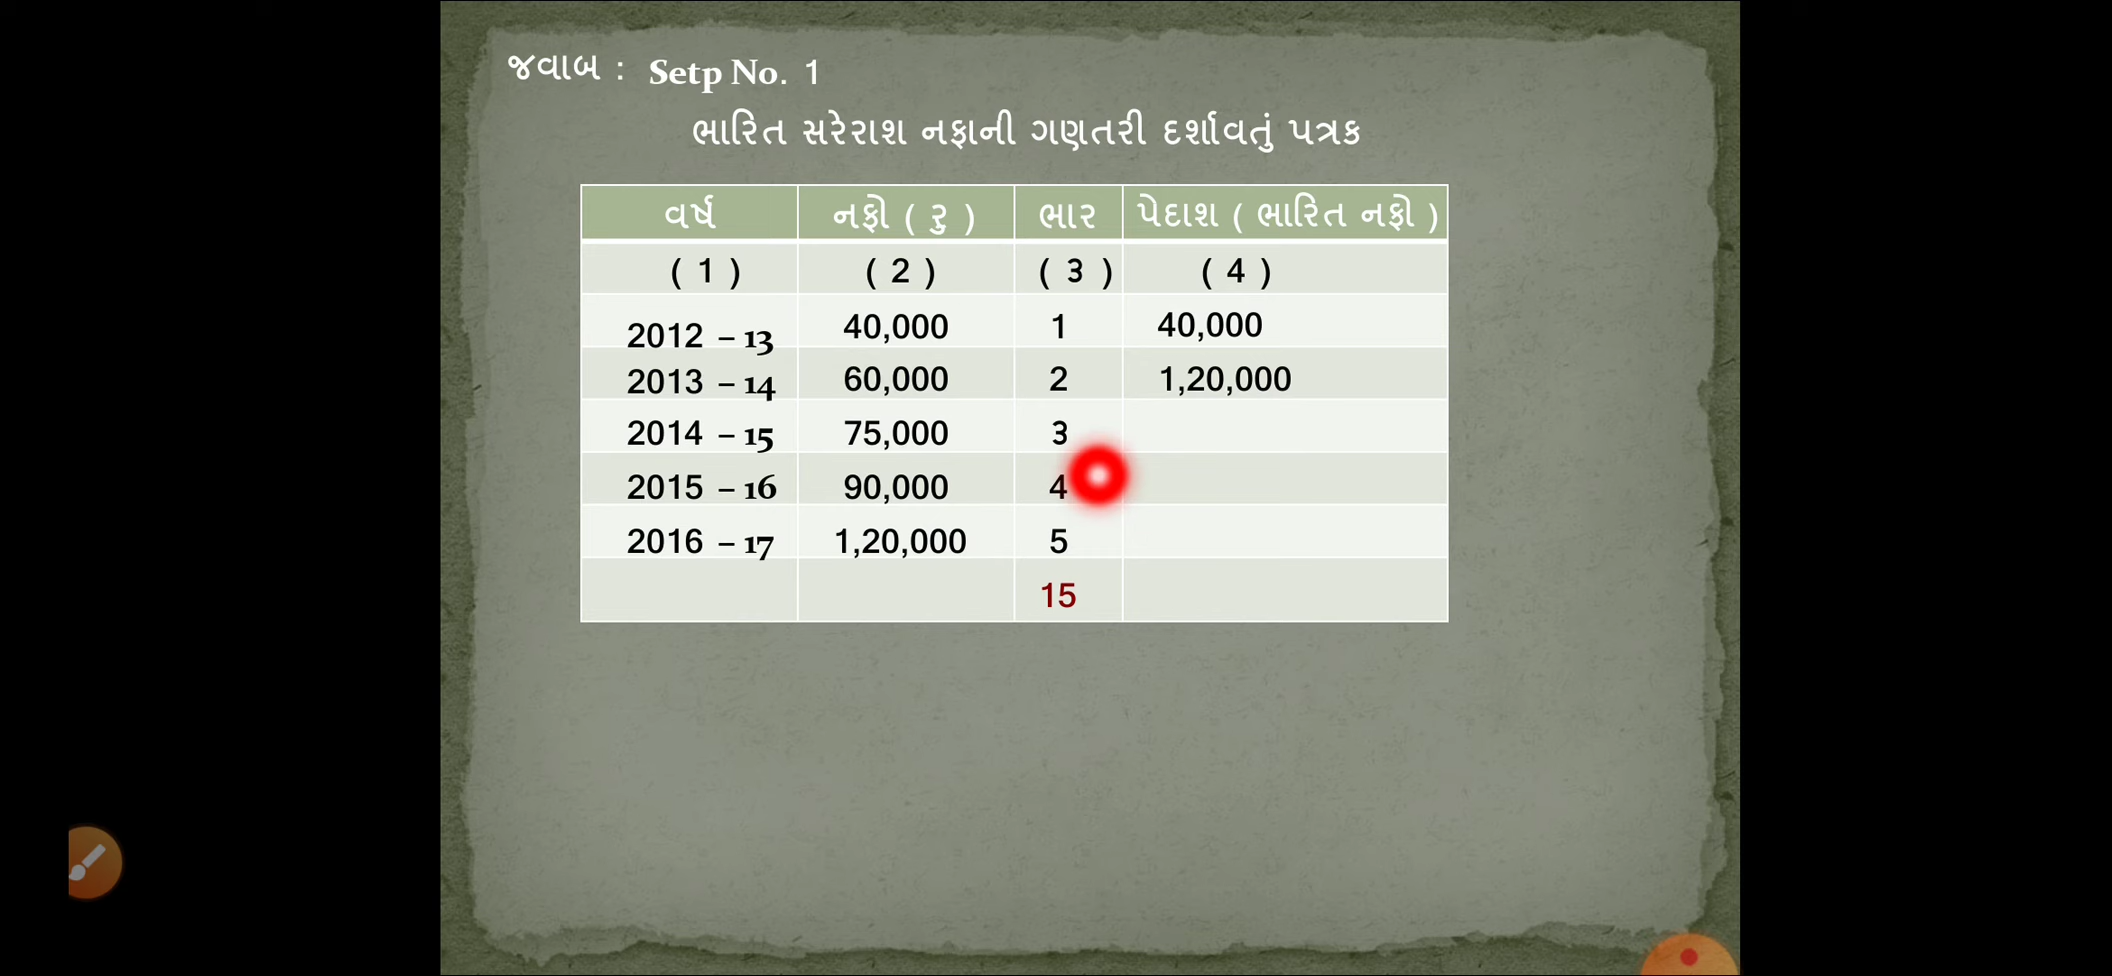 જવાબ : Setp No. 1
ભારિત સરેરાશ નફાની ગણતરી દર્શાવતું પત્રક
વર્ષ નફો ( રુ ) ભાર પેદાશ ( ભારિત નફો )
( 1 ) ( 2 ) ( 3 ) ( 4 )
2012 – 13 40,000 1 40,000
2013 – 14 60,000 2 1,20,000
2014 – 15 75,000 3
2015 – 16 90,000 4
2016 – 17 1,20,000 5
15